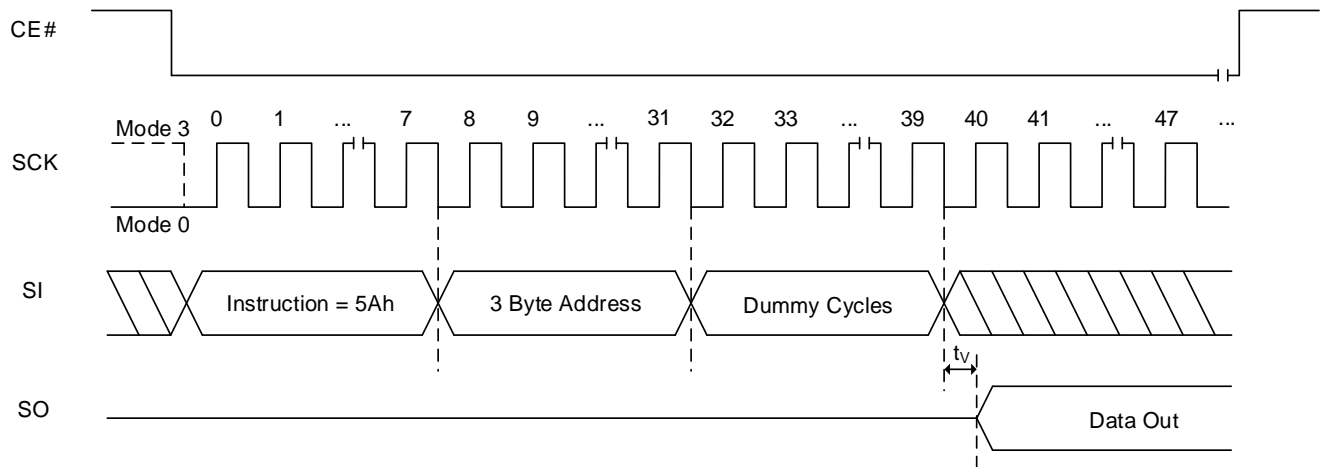 CE#
0 1 ... 7 8 9 ... 31 32 33 ... 39 40 41 ... 47 ...
Mode 3
SCK
Mode 0
SI
Instruction = 5Ah 3 Byte Address Dummy Cycles
tV
SO
Data Out